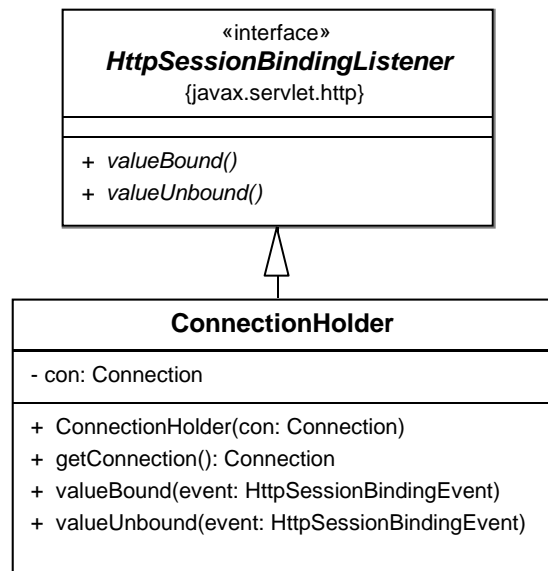 «interface»
HttpSessionBindingListener
{javax.servlet.http}
+ valueBound()
+ valueUnbound()
ConnectionHolder
- con: Connection
+ ConnectionHolder(con: Connection)
+ getConnection(): Connection
+ valueBound(event: HttpSessionBindingEvent)
+ valueUnbound(event: HttpSessionBindingEvent)